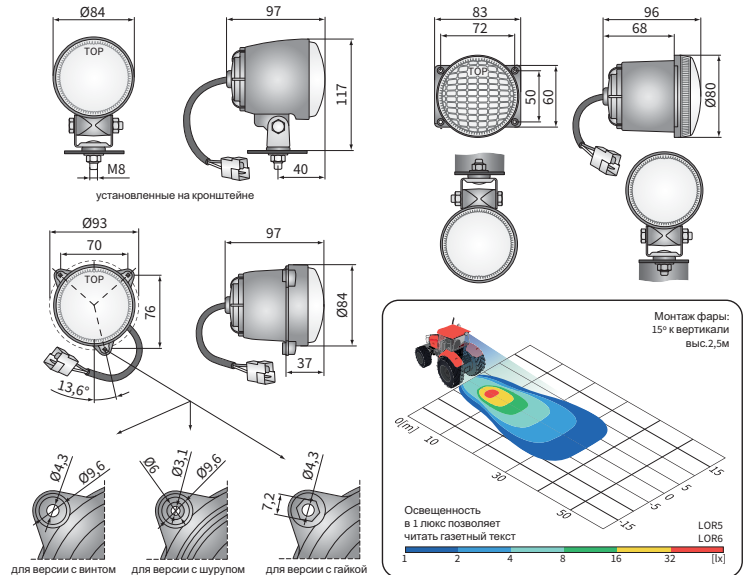 Ø84
97
TOP
117
M8
40
установленные на кронштейне
83
72
TOP
50
60
96
68
Ø80
Ø93
70
TOP
76
13,6°
97
Ø84
37
Ø4,3
Ø9,6
для версии с винтом
Ø6
Ø3,1
Ø9,6
для версии с шурупом
Ø4,3
7,2
для версии с гайкой
Монтаж фары:
15° к вертикали
выс.2,5м
0[m]
10
30
50
15
5
0
-5
-15
Освещенность
в 1 люкс позволяет
читать газетный текст
LOR5
LOR6
1 2 4 8 16 32 [lx]